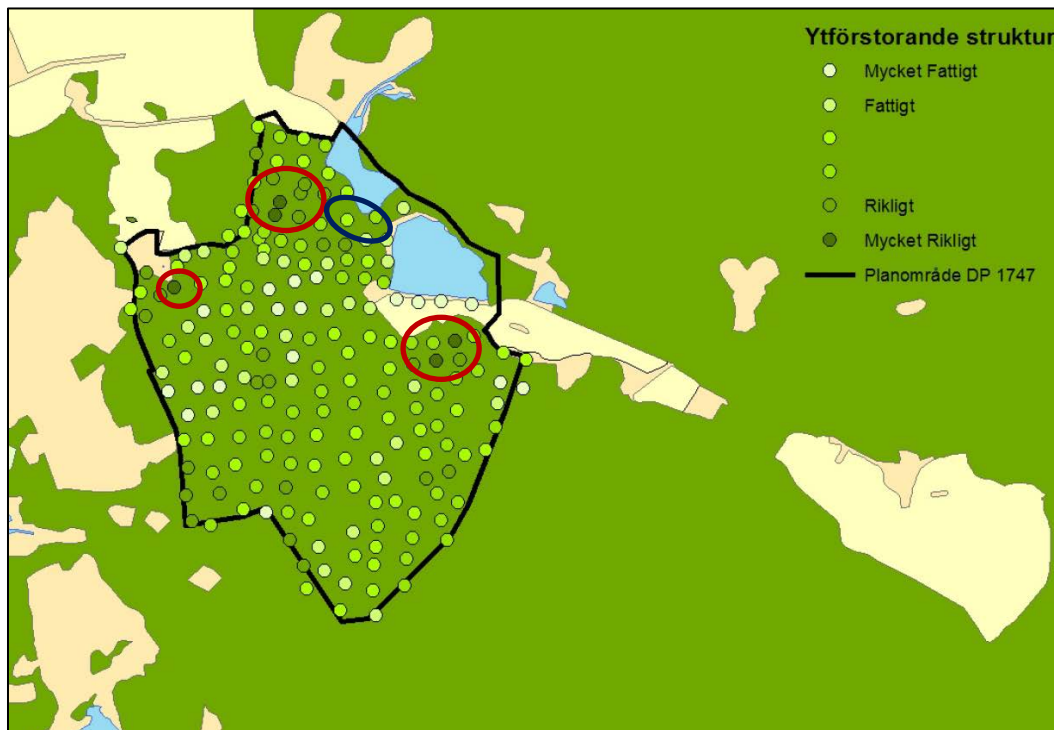 Ytförstorande struktur
Mycket Fattigt
Fattigt
Rikligt
Mycket Rikligt
Planområde DP 1747